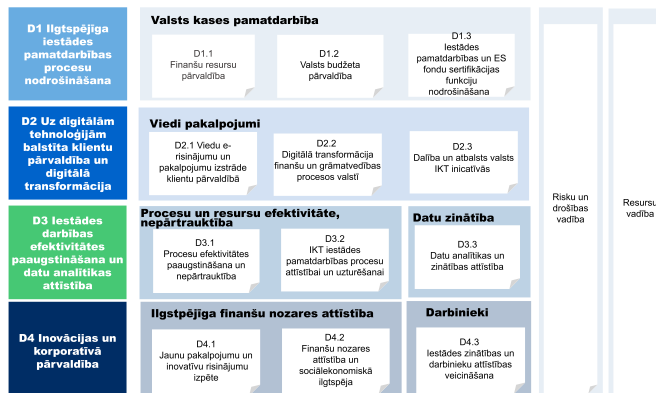 D1 Ilgtspējīga
iestādes
pamatdarbības
procesu
nodrošināšana
Valsts kases pamatdarbība
D1.1
Finanšu resursu
pārvaldība
D1.2
Valsts budžeta
pārvaldība
D1.3
Iestādes
pamatdarbības un ES
fondu sertifikācijas
funkciju
nodrošināšana
D2 Uz digitālām
tehnoloģijām
balstīta klientu
pārvaldība un
digitālā
transformācija
Viedi pakalpojumi
D2.1 Viedu e-
risinājumu un
pakalpojumu izstrāde
klientu pārvaldībā
D2.2
Digitālā transformācija
finanšu un grāmatvedības
procesos valstī
D2.3
Dalība un atbalsts valsts
IKT inicatīvās
D3 Iestādes
darbības
efektivitātes
paaugstināšana un
datu analītikas
attīstība
Procesu un resursu efektivitāte,
nepārtrauktība
D3.1
Procesu efektivitātes
paaugstināšana un
nepārtrauktība
D3.2
IKT iestādes
pamatdarbības procesu
attīstībai un uzturēšanai
Datu zinātība
D3.3
Datu analītikas un
zinātības attīstība
D4 Inovācijas un
korporatīvā
pārvaldība
Ilgstpējīga finanšu nozares attīstība
D4.1
Jaunu pakalpojumu un
inovatīvu risinājumu
izpēte
D4.2
Finanšu nozares
attīstība un
sociālekonomiskā
ilgtspēja
Darbinieki
D4.3
Iestādes zinātības un
darbinieku attīstības
veicināšana
Risku un
drošības
vadība
Resursu
vadība